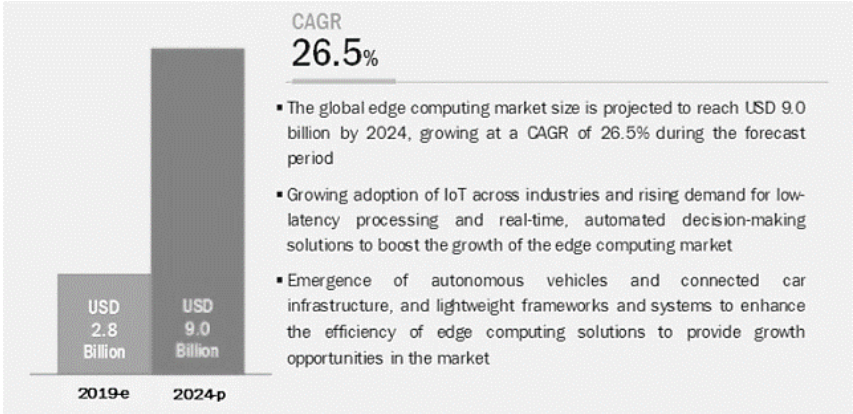 CAGR
26.5%
▪ The global edge computing market size is projected to reach USD 9.0
billion by 2024, growing at a CAGR of 26.5% during the forecast
period
▪ Growing adoption of IoT across industries and rising demand for low-
latency processing and real-time, automated decision-making
solutions to boost the growth of the edge computing market
▪ Emergence of autonomous vehicles and connected car
infrastructure, and lightweight frameworks and systems to enhance
the efficiency of edge computing solutions to provide growth
opportunities in the market
USD
2.8
Billion
USD
9.0
Billion
2019-e
2024-p